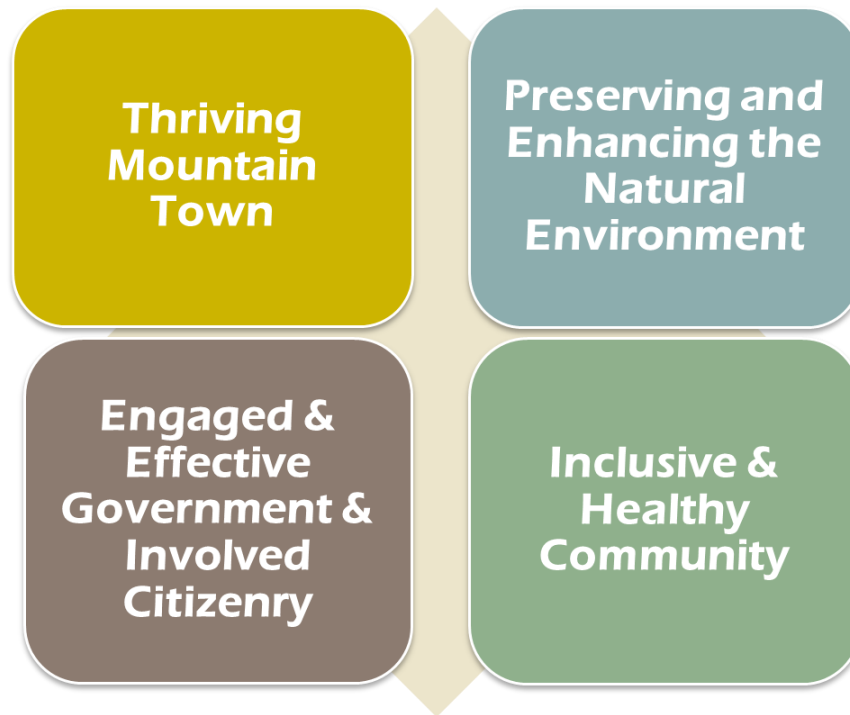 Thriving
Mountain
Town
Preserving and
Enhancing the
Natural
Environment
Engaged &
Effective
Government &
Involved
Citizenry
Inclusive &
Healthy
Community